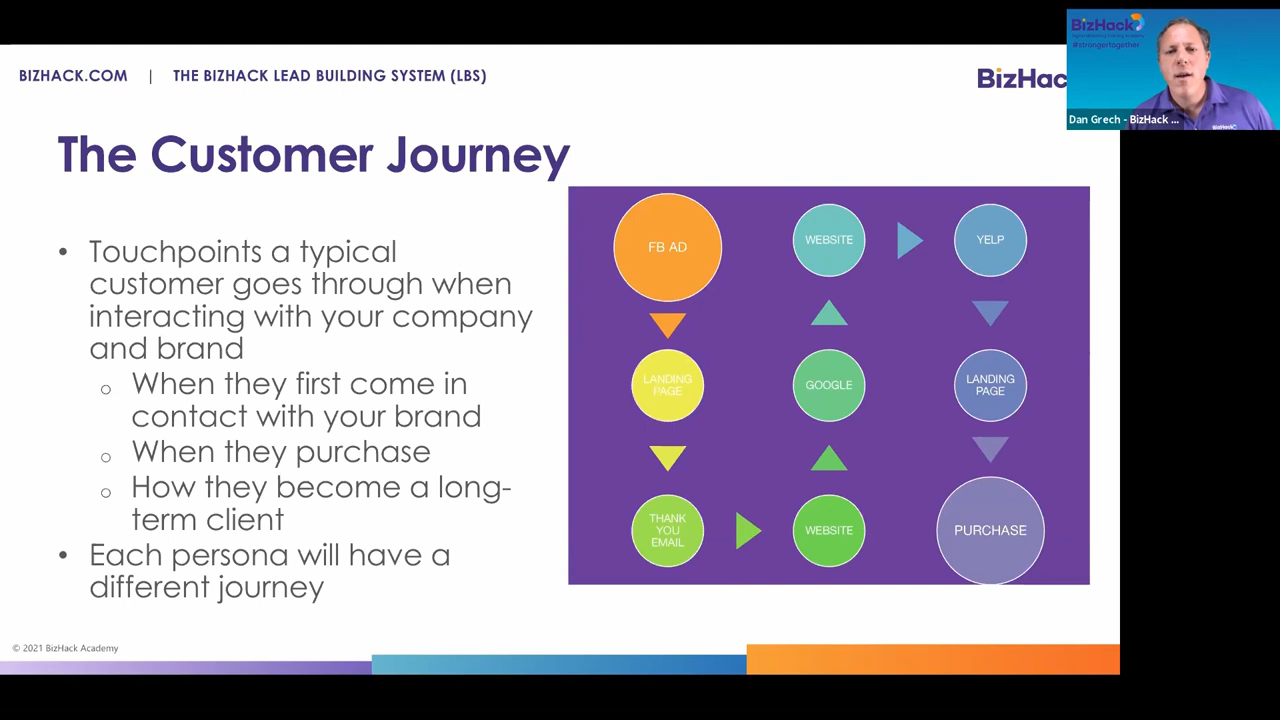 BIZHACK.COM | THE BIZHACK LEAD BUILDING SYSTEM (LBS)
BizHac
The Customer Journey
• Touchpoints a typical
customer goes through when
interacting with your company
and brand
o When they first come in
contact with your brand
o When they purchase
o How they become a long-
term client
• Each persona will have a
different journey
FB AD
LANDING
PAGE
THANK
YOU
EMAIL
WEBSITE
GOOGLE
WEBSITE
YELP
LANDING
PAGE
PURCHASE
© 2021 BizHack Academy
BizHack
#strongertogether
Dan Grech - BizHack ...
BizHack